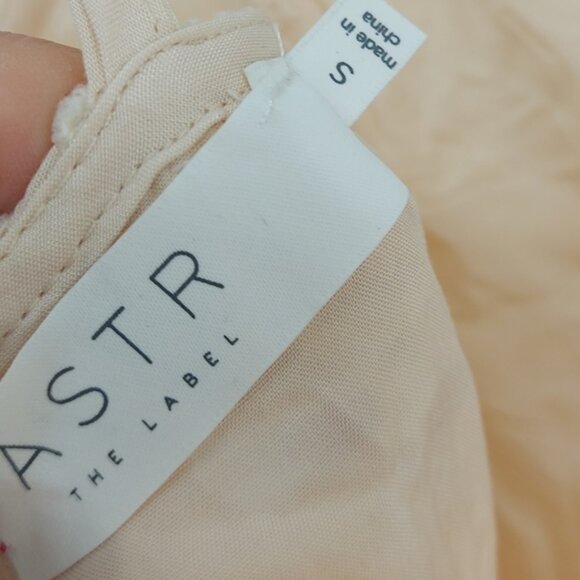 ASTR
THE LABEL
S
made in
china